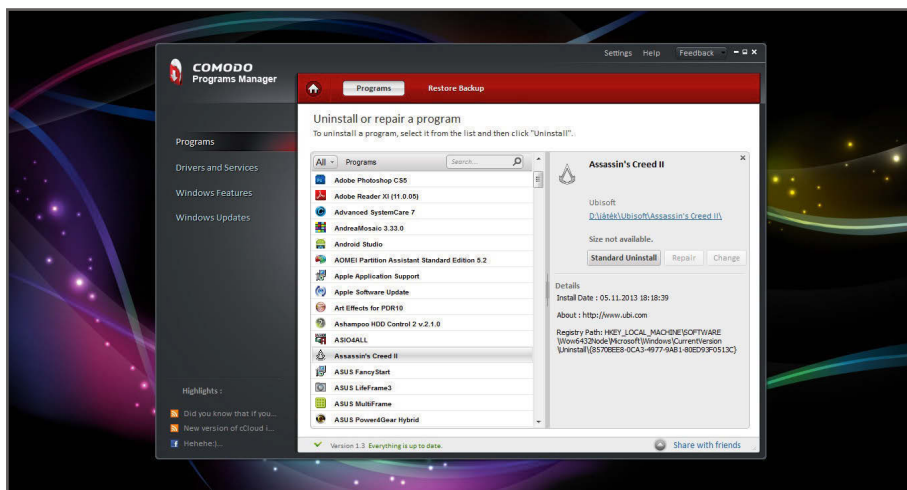 Settings Help Feedback
COMODO
Programs Manager
Programs Restore Backup
Programs
Drivers and Services
Windows Features
Windows Updates
Highlights :
Did you know that if you...
New version of cCloud i...
Hehehe:)...
Uninstall or repair a program
To uninstall a program, select it from the list and then click "Uninstall".
All Programs Search...
Adobe Photoshop CS5
Adobe Reader XI (11.0.05)
Advanced SystemCare 7
AndreaMosaic 3.33.0
Android Studio
AOMEI Partition Assistant Standard Edition 5.2
Apple Application Support
Apple Software Update
Art Effects for PDR10
Ashampoo HDD Control 2 v.2.1.0
ASIO4ALL
Assassin's Creed II
ASUS FancyStart
ASUS LifeFrame3
ASUS MultiFrame
ASUS Power4Gear Hybrid
Assassin's Creed II
Ubisoft
D:\játék\Ubisoft\Assassin's Creed II\
Size not available.
Standard Uninstall Repair Change
Details
Install Date : 05.11.2013 18:18:39
About : http://www.ubi.com
Registry Path: HKEY_LOCAL_MACHINE\SOFTWARE
\Wow6432Node\Microsoft\Windows\CurrentVersion
\Uninstall\{8570BEE8-0CA3-4977-9AB1-80ED93F0513C}
Version 1.3 Everything is up to date.
Share with friends